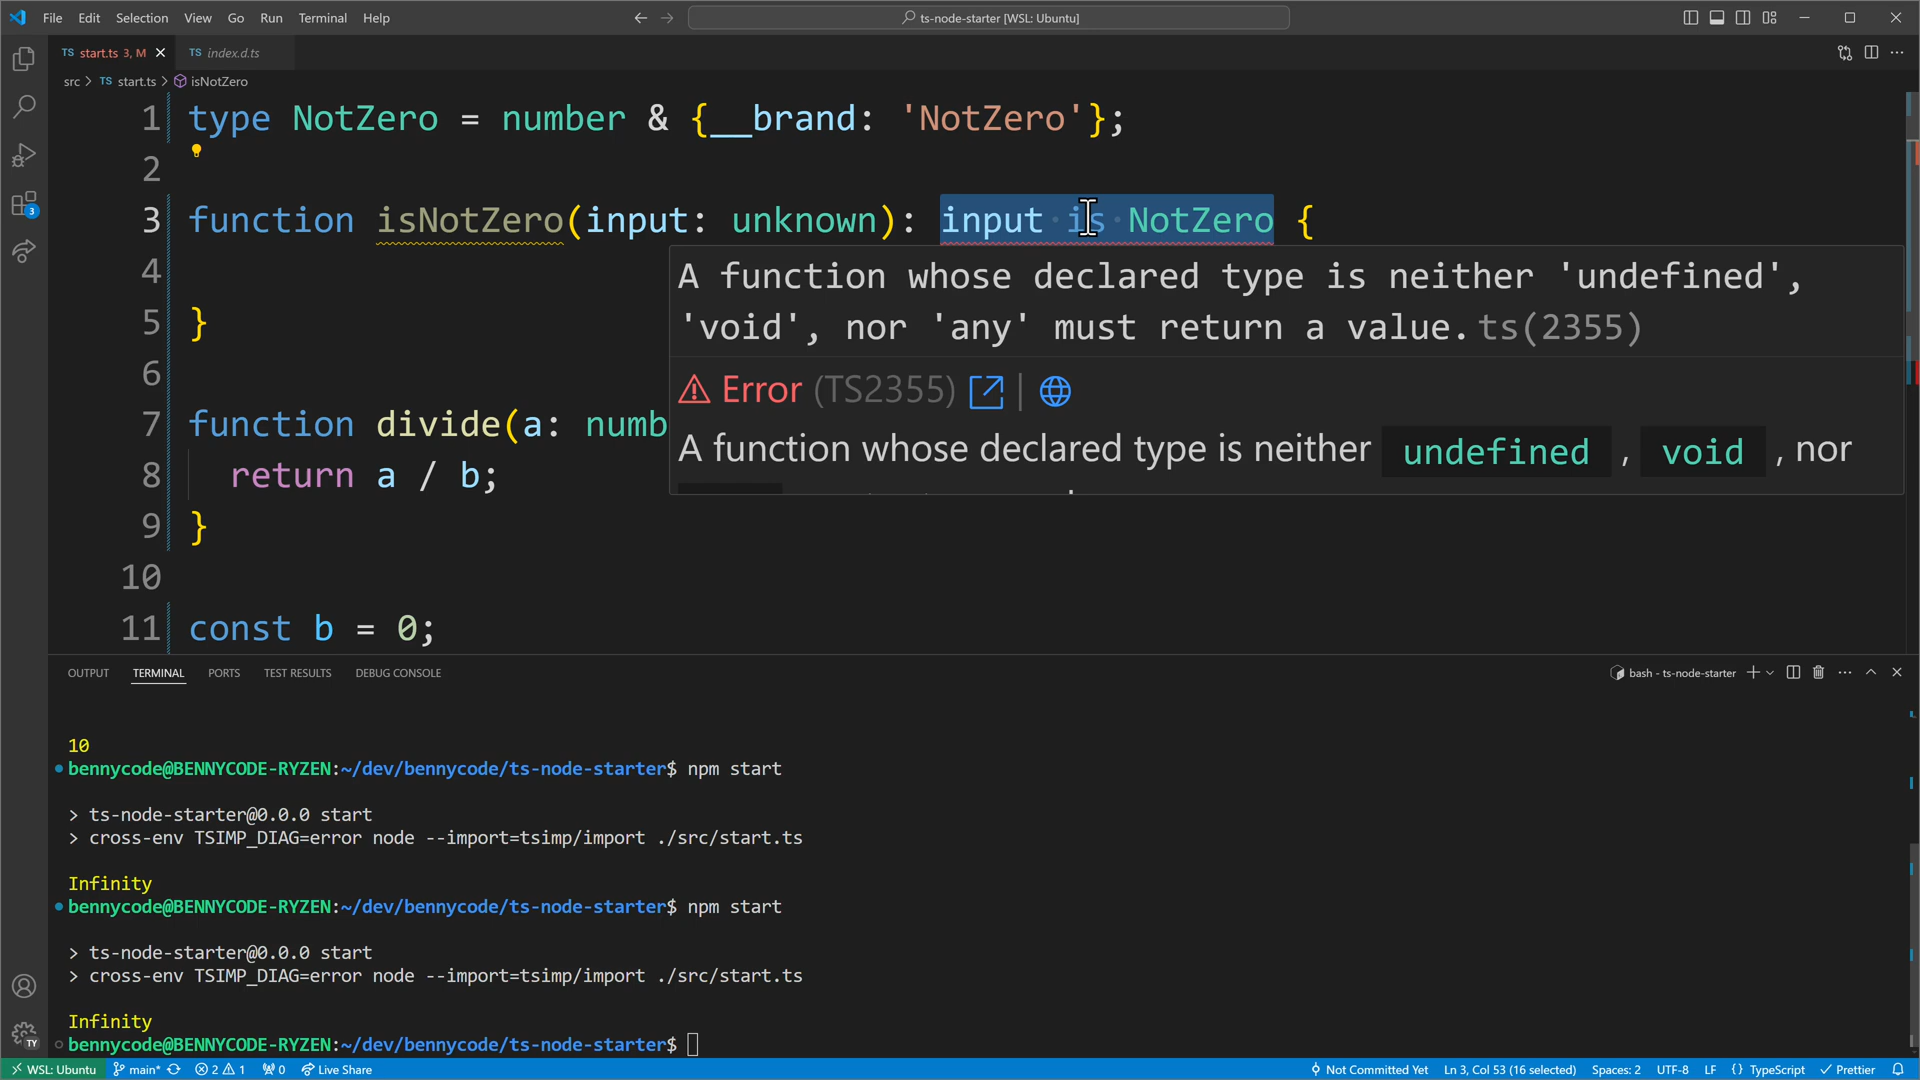 File Edit Selection View Go Run Terminal Help
ts-node-starter [WSL: Ubuntu]
TS start.ts 3, M
TS index.d.ts
src > TS start.ts > isNotZero
1 type NotZero = number & {__brand: 'NotZero'};
2
3 function isNotZero(input: unknown): input is NotZero {
4
5 }
6
7 function divide(a: numb
8 return a / b;
9 }
10
11 const b = 0;
A function whose declared type is neither 'undefined',
'void', nor 'any' must return a value. ts(2355)
Error (TS2355) |
A function whose declared type is neither undefined , void , nor
3
OUTPUT TERMINAL PORTS TEST RESULTS DEBUG CONSOLE
bash - ts-node-starter
10
bennycode@BENNYCODE-RYZEN:~/dev/bennycode/ts-node-starter$ npm start
> ts-node-starter@0.0.0 start
> cross-env TSIMP_DIAG=error node --import=tsimp/import ./src/start.ts
Infinity
bennycode@BENNYCODE-RYZEN:~/dev/bennycode/ts-node-starter$ npm start
> ts-node-starter@0.0.0 start
> cross-env TSIMP_DIAG=error node --import=tsimp/import ./src/start.ts
Infinity
bennycode@BENNYCODE-RYZEN:~/dev/bennycode/ts-node-starter$
TY
WSL: Ubuntu main* 2 1 0 Live Share
Not Committed Yet Ln 3, Col 53 (16 selected) Spaces: 2 UTF-8 LF {} TypeScript Prettier